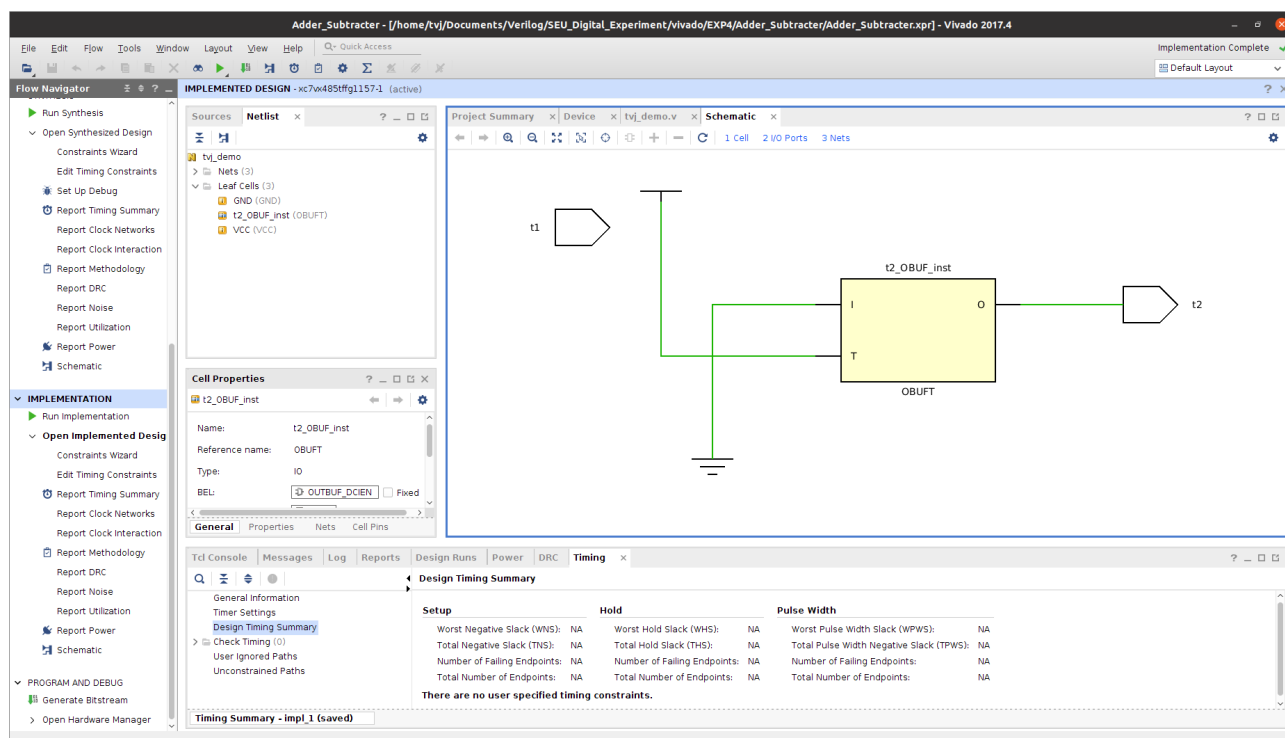 Adder_Subtracter - [/home/tvj/Documents/Verilog/SEU_Digital_Experiment/vivado/EXP4/Adder_Subtracter/Adder_Subtracter.xpr] - Vivado 2017.4
File Edit Flow Tools Window Layout View Help Quick Access
Implementation Complete
Default Layout
Flow Navigator
Run Synthesis
Open Synthesized Design
Constraints Wizard
Edit Timing Constraints
Set Up Debug
Report Timing Summary
Report Clock Networks
Report Clock Interaction
Report Methodology
Report DRC
Report Noise
Report Utilization
Report Power
Schematic
IMPLEMENTATION
Run Implementation
Open Implemented Desig
Constraints Wizard
Edit Timing Constraints
Report Timing Summary
Report Clock Networks
Report Clock Interaction
Report Methodology
Report DRC
Report Noise
Report Utilization
Report Power
Schematic
PROGRAM AND DEBUG
Generate Bitstream
Open Hardware Manager
IMPLEMENTED DESIGN - xc7vx485tffg1157-1 (active)
Sources Netlist
tvj_demo
Nets (3)
Leaf Cells (3)
GND (GND)
t2_OBUF_inst (OBUFT)
VCC (VCC)
Cell Properties
t2_OBUF_inst
Name: t2_OBUF_inst
Reference name: OBUFT
Type: IO
BEL: OUTBUF_DCIEN Fixed
General Properties Nets Cell Pins
Project Summary Device tvj_demo.v Schematic
1 Cell 2 I/O Ports 3 Nets
t1
t2_OBUF_inst
I O
t2
T
OBUFT
Tcl Console Messages Log Reports Design Runs Power DRC Timing
General Information
Timer Settings
Design Timing Summary
Check Timing (0)
User Ignored Paths
Unconstrained Paths
Design Timing Summary
Setup Hold Pulse Width
Worst Negative Slack (WNS): NA Worst Hold Slack (WHS): NA Worst Pulse Width Slack (WPWS): NA
Total Negative Slack (TNS): NA Total Hold Slack (THS): NA Total Pulse Width Negative Slack (TPWS): NA
Number of Failing Endpoints: NA Number of Failing Endpoints: NA Number of Failing Endpoints: NA
Total Number of Endpoints: NA Total Number of Endpoints: NA Total Number of Endpoints: NA
There are no user specified timing constraints.
Timing Summary - impl_1 (saved)